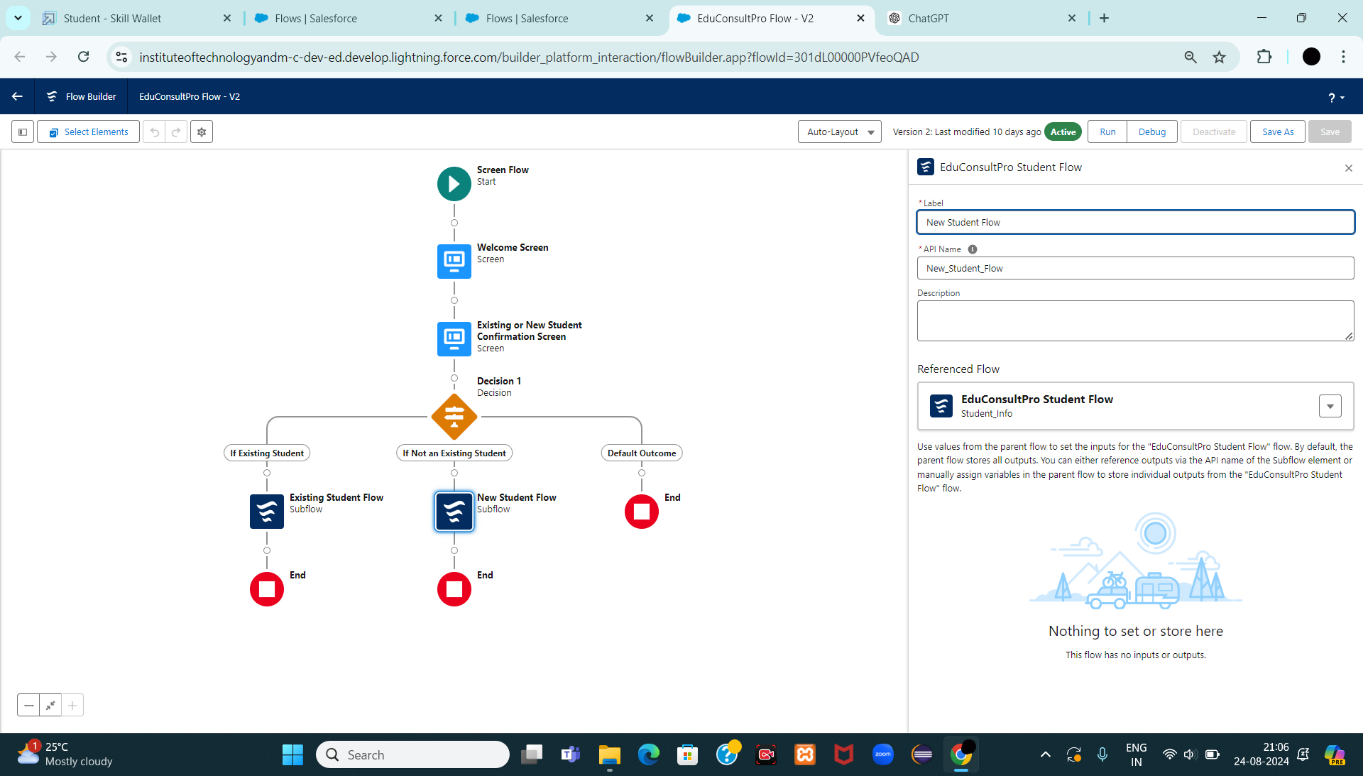 Student - Skill Wallet
Flows | Salesforce
Flows | Salesforce
EduConsultPro Flow - V2
ChatGPT
instituteoftechnologyandm-c-dev-ed.develop.lightning.force.com/builder_platform_interaction/flowBuilder.app?flowId=301dL00000PVfeoQAD
Flow Builder
EduConsultPro Flow - V2
?
Select Elements
Auto-Layout
Version 2: Last modified 10 days ago
Active
Run
Debug
Deactivate
Save As
Save
Screen Flow
Start
Welcome Screen
Screen
Existing or New Student
Confirmation Screen
Screen
Decision 1
Decision
If Existing Student
If Not an Existing Student
Default Outcome
Existing Student Flow
Subflow
New Student Flow
Subflow
End
End
End
EduConsultPro Student Flow
* Label
New Student Flow
* API Name
New_Student_Flow
Description
Referenced Flow
EduConsultPro Student Flow
Student_Info
Use values from the parent flow to set the inputs for the "EduConsultPro Student Flow" flow. By default, the
parent flow stores all outputs. You can either reference outputs via the API name of the Subflow element or
manually assign variables in the parent flow to store individual outputs from the "EduConsultPro Student
Flow" flow.
Nothing to set or store here
This flow has no inputs or outputs.
1
25°C
Mostly cloudy
Search
zoom
ENG
IN
21:06
24-08-2024
PRE